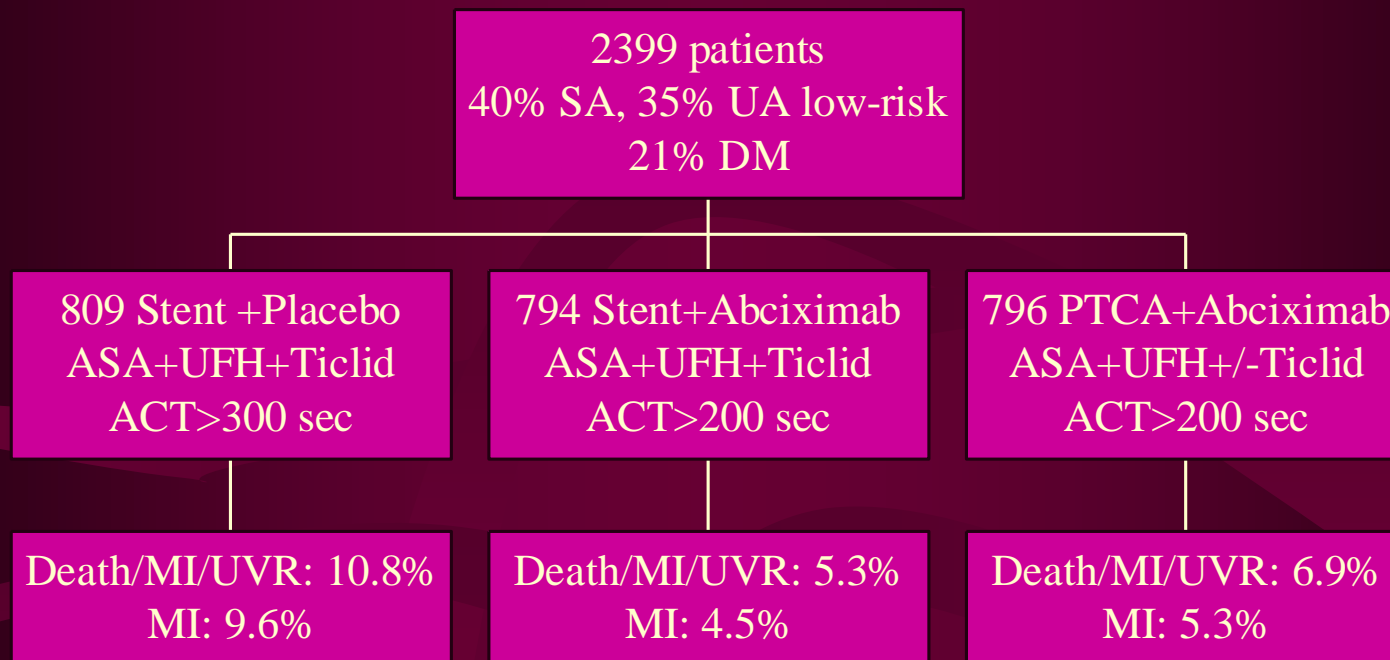 2399 patients
40% SA, 35% UA low-risk
21% DM
809 Stent +Placebo
ASA+UFH+Ticlid
ACT>300 sec
794 Stent+Abciximab
ASA+UFH+Ticlid
ACT>200 sec
796 PTCA+Abciximab
ASA+UFH+/-Ticlid
ACT>200 sec
Death/MI/UVR: 10.8%
MI: 9.6%
Death/MI/UVR: 5.3%
MI: 4.5%
Death/MI/UVR: 6.9%
MI: 5.3%